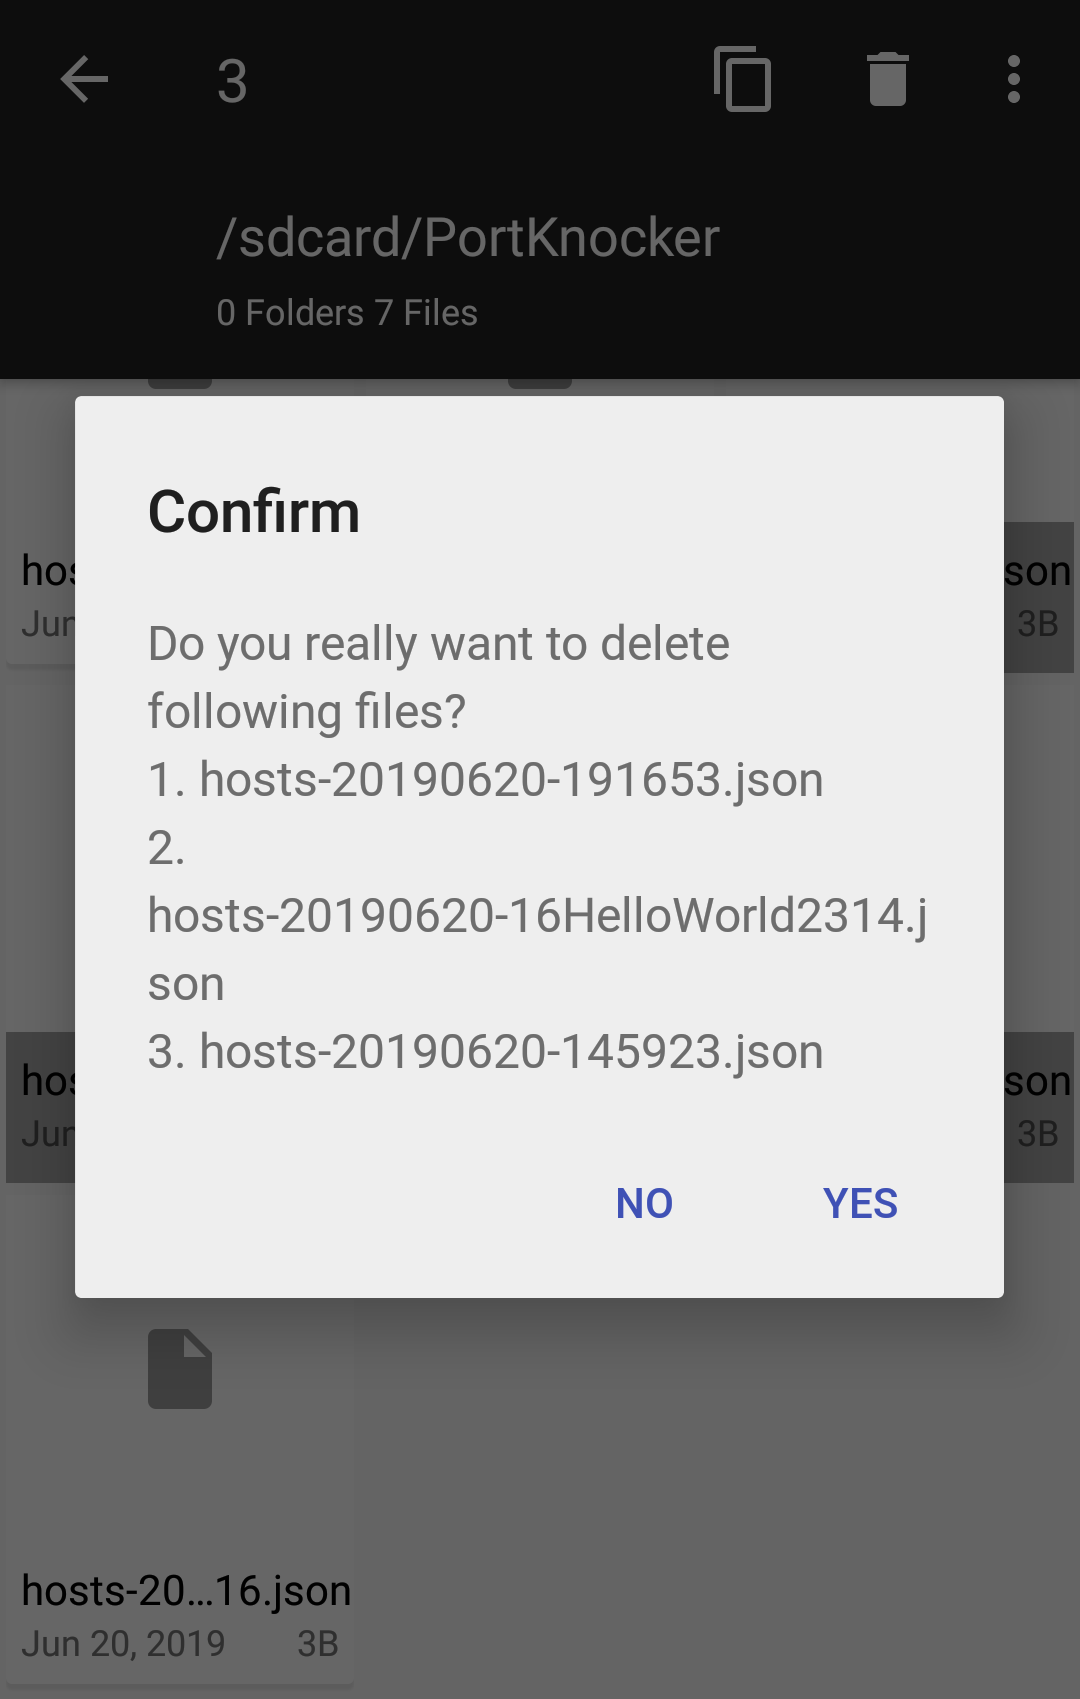 3
/sdcard/PortKnocker
0 Folders 7 Files
Confirm
Do you really want to delete
following files?
1. hosts-20190620-191653.json
2.
hosts-20190620-16HelloWorld2314.j
son
3. hosts-20190620-145923.json
NO
YES
hos
son
Jun
3B
hos
son
Jun
3B
hosts-20...16.json
Jun 20, 2019 3B